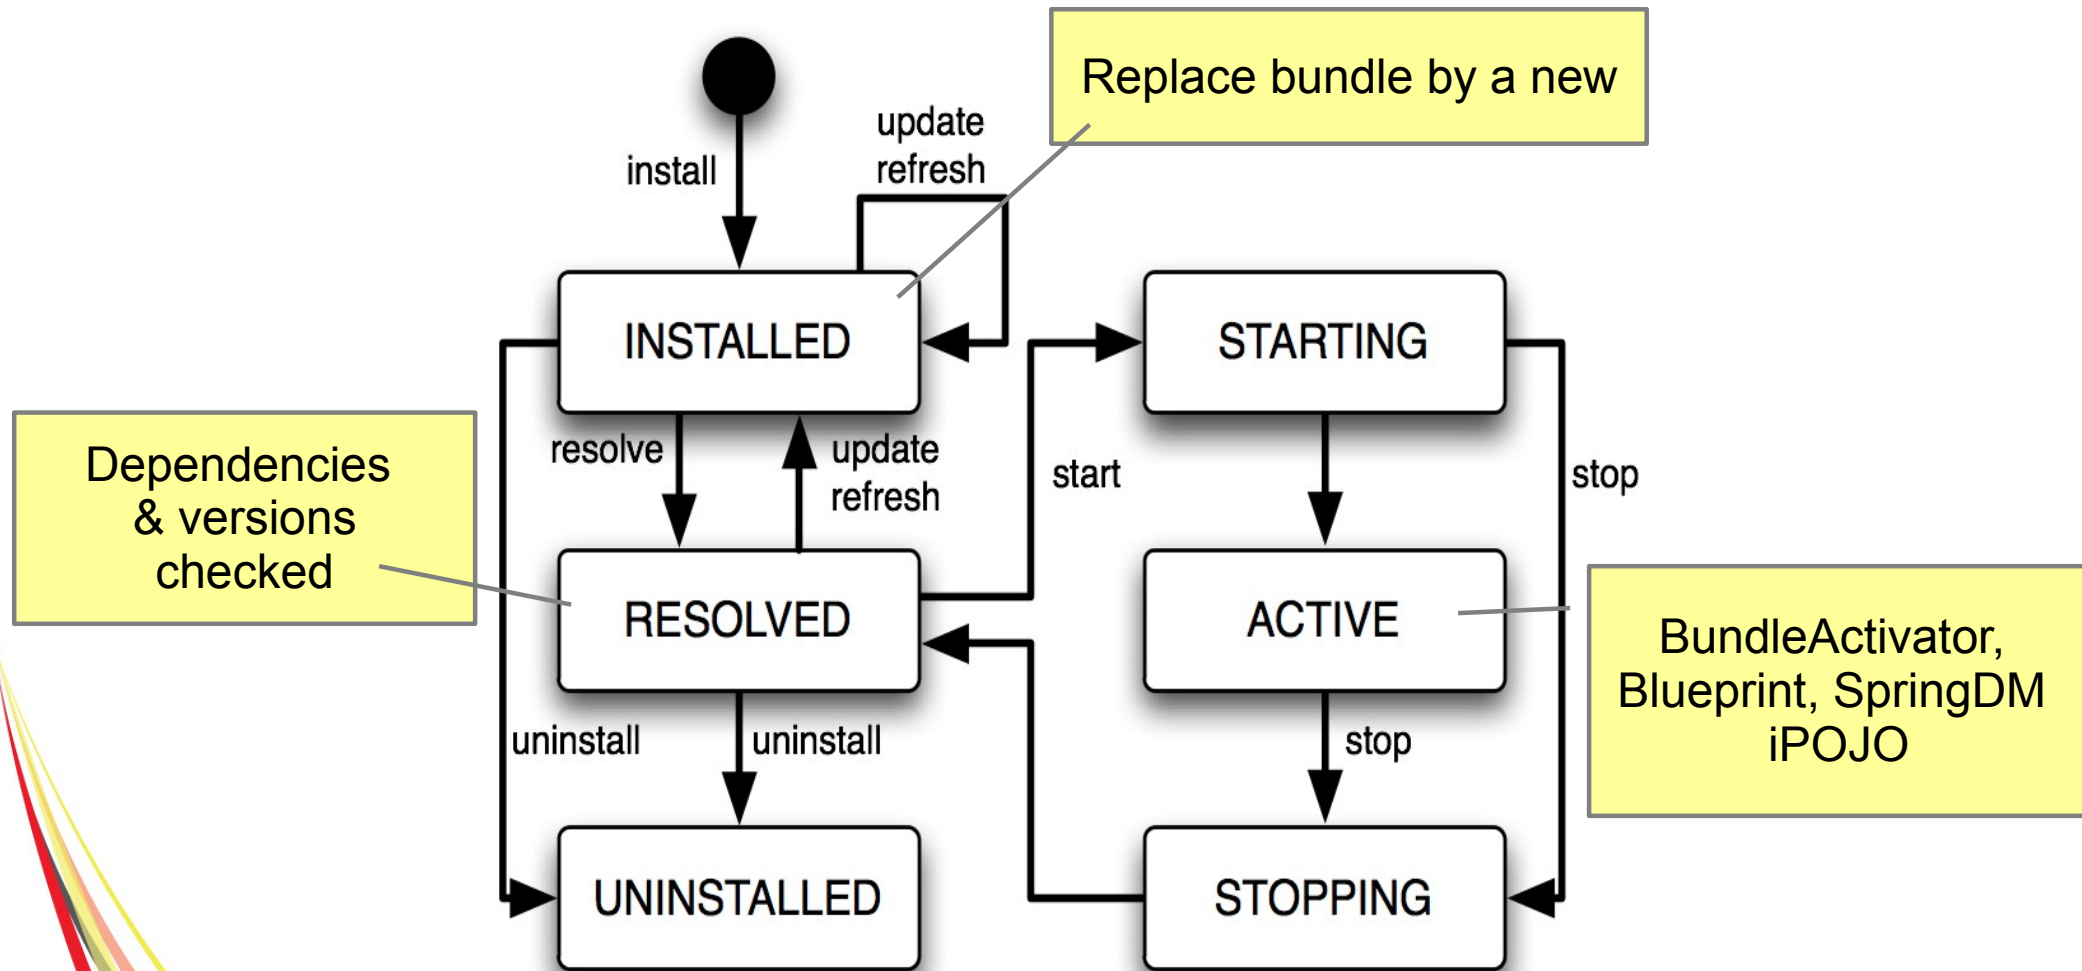 Replace bundle by a new
update
refresh
install
INSTALLED
STARTING
Dependencies
& versions
checked
resolve
update
refresh
start
stop
RESOLVED
ACTIVE
BundleActivator,
Blueprint, SpringDM
iPOJO
uninstall
uninstall
stop
UNINSTALLED
STOPPING